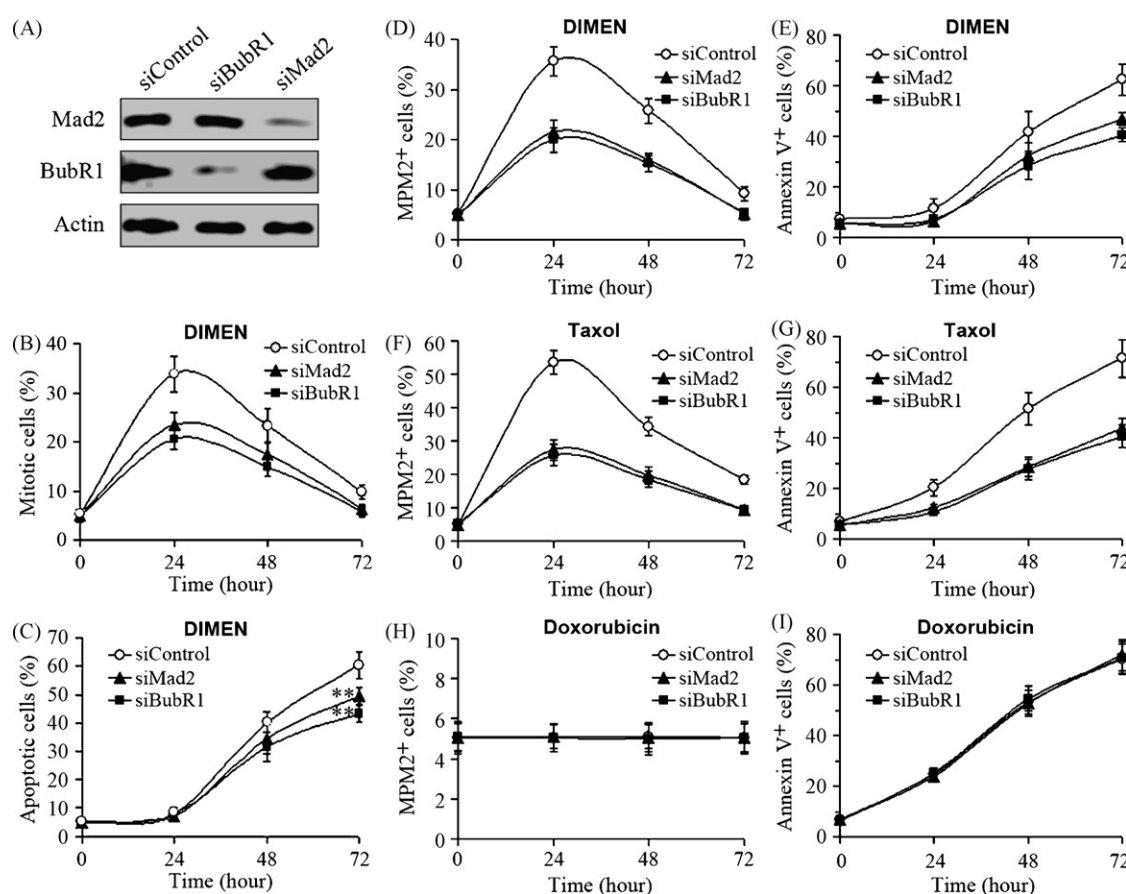 (A)
siControl
siBubR1
siMad2
Mad2
BubR1
Actin
(B)
DIMEN
Mitotic cells (%)
40
30
20
10
0
siControl
siMad2
siBubR1
0 24 48 72
Time (hour)
(C)
DIMEN
Apoptotic cells (%)
70
60
50
40
30
20
10
0
siControl
siMad2
siBubR1
**
**
0 24 48 72
Time (hour)
(D)
DIMEN
MPM2+ cells (%)
40
30
20
10
0
siControl
siMad2
siBubR1
0 24 48 72
Time (hour)
(F)
Taxol
MPM2+ cells (%)
60
50
40
30
20
10
0
siControl
siMad2
siBubR1
0 24 48 72
Time (hour)
(H)
Doxorubicin
MPM2+ cells (%)
10
8
6
4
2
0
siControl
siMad2
siBubR1
0 24 48 72
Time (hour)
(E)
DIMEN
Annexin V+ cells (%)
80
60
40
20
0
siControl
siMad2
siBubR1
0 24 48 72
Time (hour)
(G)
Taxol
Annexin V+ cells (%)
80
60
40
20
0
siControl
siMad2
siBubR1
0 24 48 72
Time (hour)
(I)
Doxorubicin
Annexin V+ cells (%)
80
60
40
20
0
siControl
siMad2
siBubR1
0 24 48 72
Time (hour)